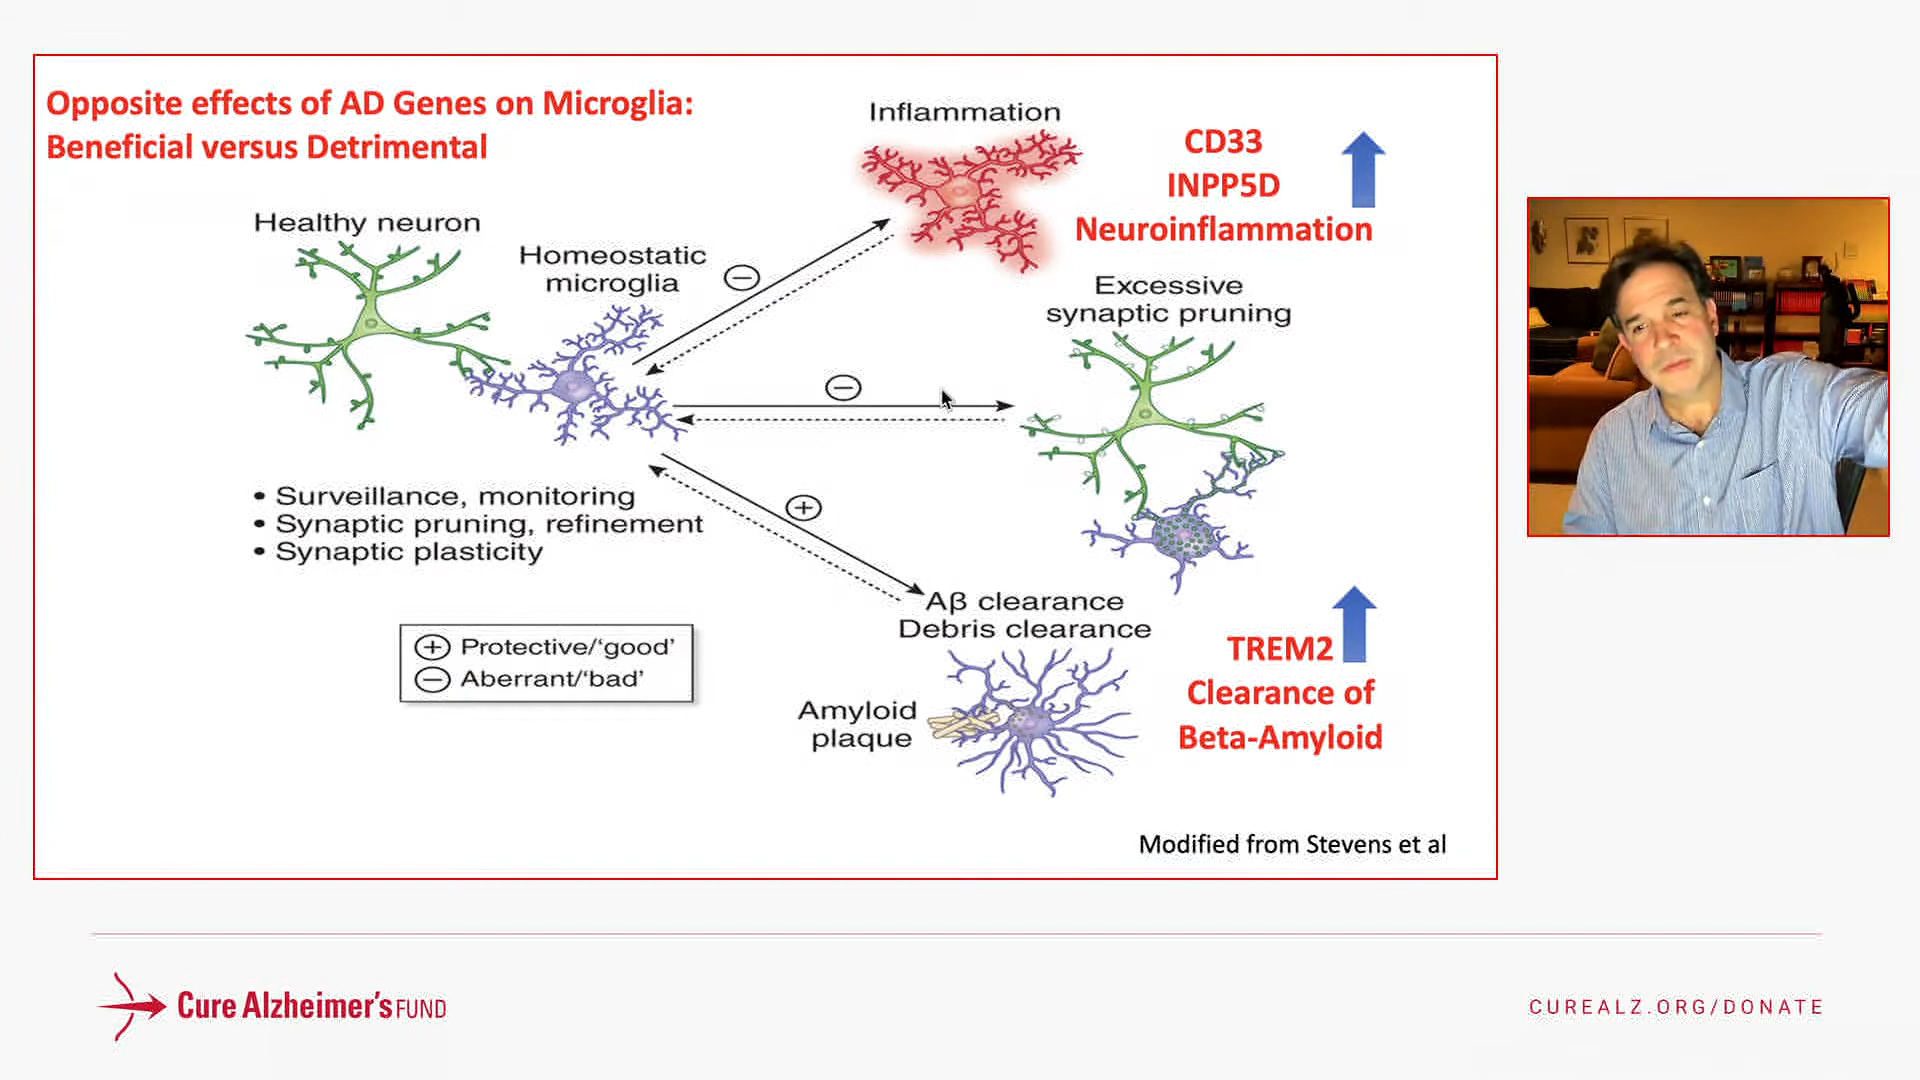 Opposite effects of AD Genes on Microglia:
Beneficial versus Detrimental
Inflammation
CD33
INPP5D
Neuroinflammation
Healthy neuron
Homeostatic
microglia
−
Excessive
synaptic pruning
−
• Surveillance, monitoring
• Synaptic pruning, refinement
• Synaptic plasticity
+
Aβ clearance
Debris clearance
+ Protective/‘good’
− Aberrant/‘bad’
TREM2
Clearance of
Beta-Amyloid
Amyloid
plaque
Modified from Stevens et al
Cure Alzheimer's FUND
CUREALZ.ORG/DONATE